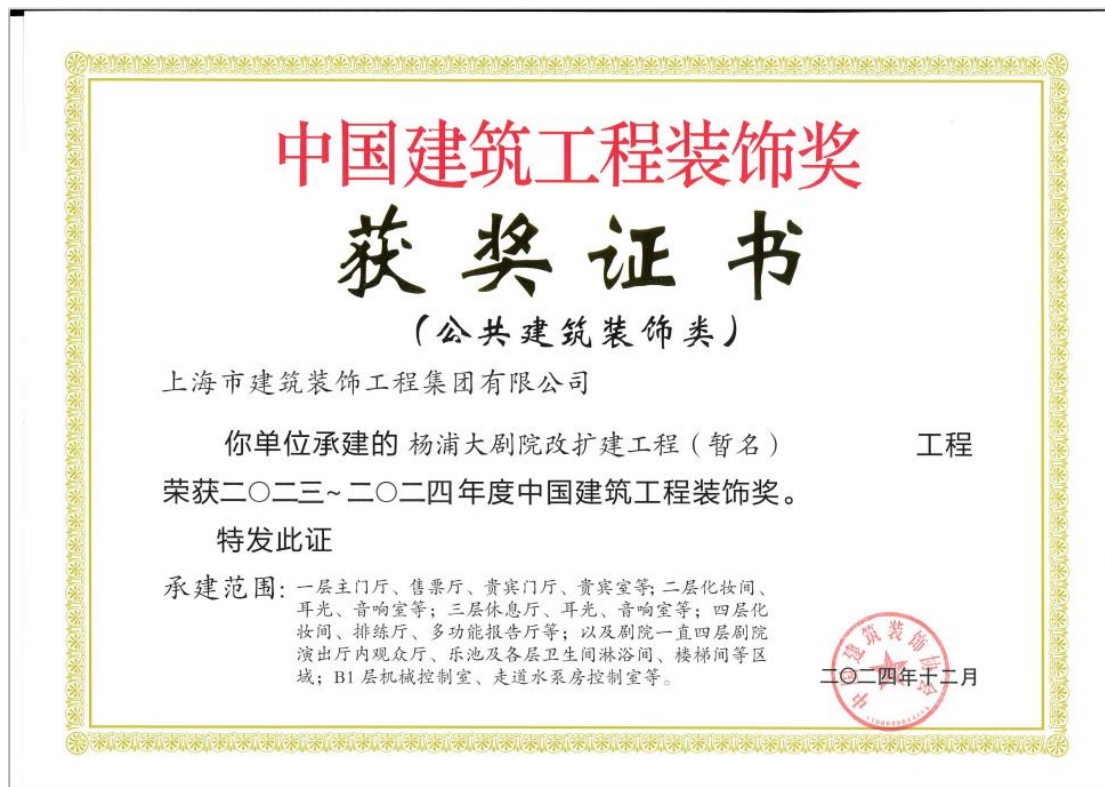 中国建筑工程装饰奖
获奖证书
(公共建筑装饰类)
上海市建筑装饰工程集团有限公司
你单位承建的 杨浦大剧院改扩建工程(暂名) 工程
荣获二〇二三~二〇二四年度中国建筑工程装饰奖。
特发此证
承建范围: 一层主门厅、售票厅、贵宾门厅、贵宾室等; 二层化妆间、
耳光、音响室等; 三层休息厅、耳光、音响室等; 四层化
妆间、排练厅、多功能报告厅等; 以及剧院一直四层剧院
演出厅内观众厅、乐池及各层卫生间淋浴间、楼梯间等区
域; B1 层机械控制室、走道水泵房控制室等。
中国建筑装饰协会
二〇二四年十二月